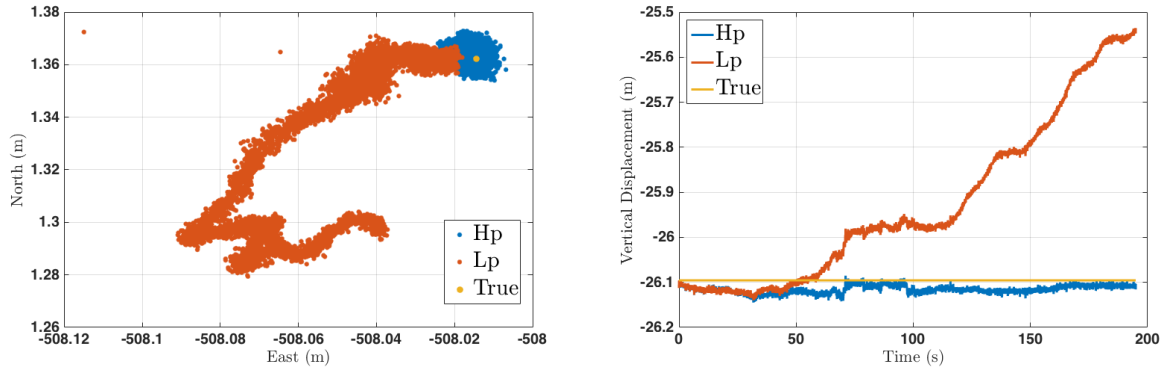 1.38
1.36
1.34
1.32
1.3
1.28
1.26
North (m)
-508.12
-508.1
-508.08
-508.06
-508.04
-508.02
-508
East (m)
Hp
Lp
True
-25.5
-25.6
-25.7
-25.8
-25.9
-26
-26.1
-26.2
Vertical Displacement (m)
0
50
100
150
200
Time (s)
Hp
Lp
True